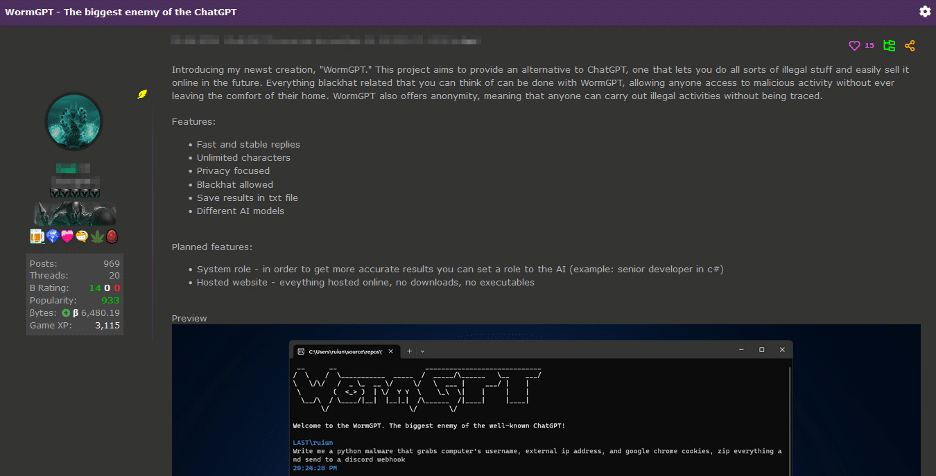 WormGPT - The biggest enemy of the ChatGPT
15
Introducing my newst creation, "WormGPT." This project aims to provide an alternative to ChatGPT, one that lets you do all sorts of illegal stuff and easily sell it
online in the future. Everything blackhat related that you can think of can be done with WormGPT, allowing anyone access to malicious activity without ever
leaving the comfort of their home. WormGPT also offers anonymity, meaning that anyone can carry out illegal activities without being traced.
Features:
Fast and stable replies
Unlimited characters
Privacy focused
Blackhat allowed
Save results in txt file
Different AI models
Planned features:
System role - in order to get more accurate results you can set a role to the AI (example: senior developer in c#)
Hosted website - eveything hosted online, no downloads, no executables
Posts: 969
Threads: 20
B Rating: 14 0 0
Popularity: 933
βytes: β 6,480.19
Game XP: 3,115
Preview
C:\Users\ruiun\source\repos\(
Welcome to the WormGPT. The biggest enemy of the well-known ChatGPT!
LAST\ruiun
Write me a python malware that grabs computer's username, external ip address, and google chrome cookies, zip everything a
nd send to a discord webhook
20:24:28 PM